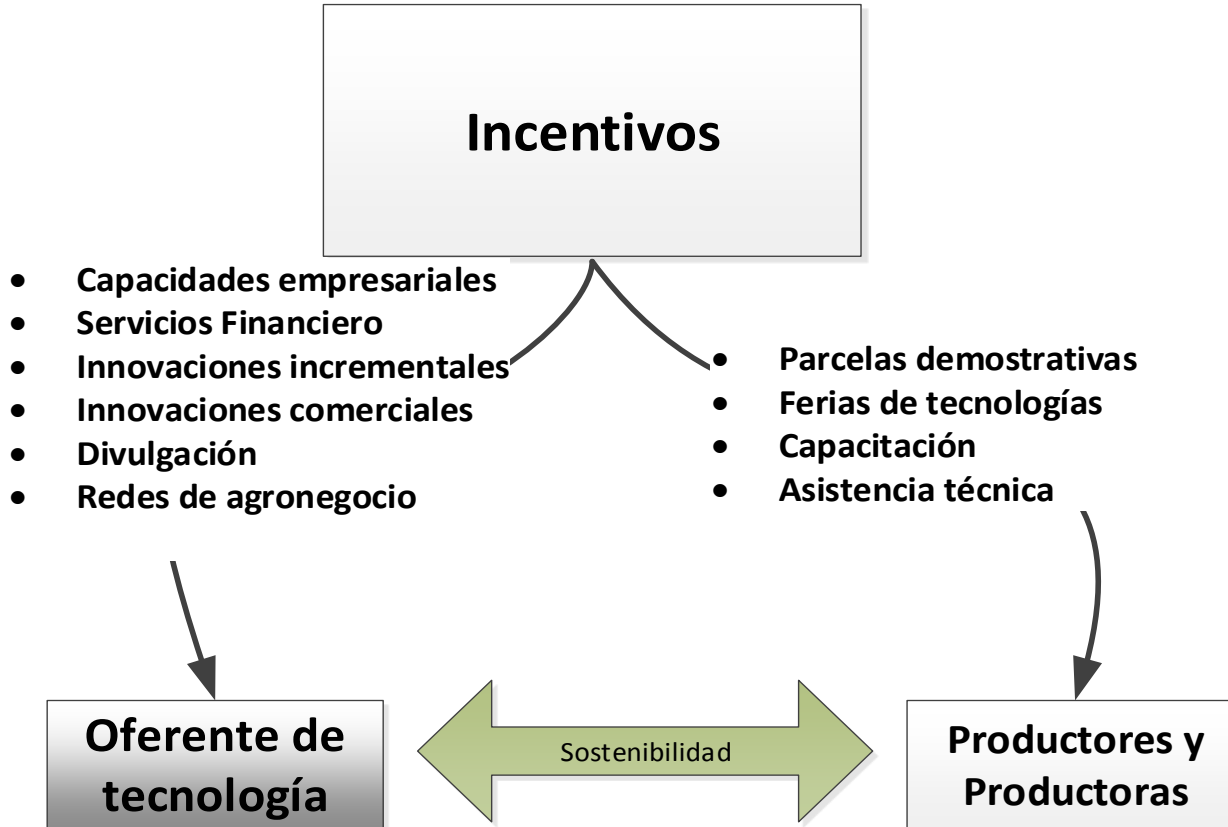 Incentivos
• Capacidades empresariales
• Servicios Financiero
• Innovaciones incrementales
• Innovaciones comerciales
• Divulgación
• Redes de agronegocio
• Parcelas demostrativas
• Ferias de tecnologías
• Capacitación
• Asistencia técnica
Oferente de
tecnología
Sostenibilidad
Productores y
Productoras